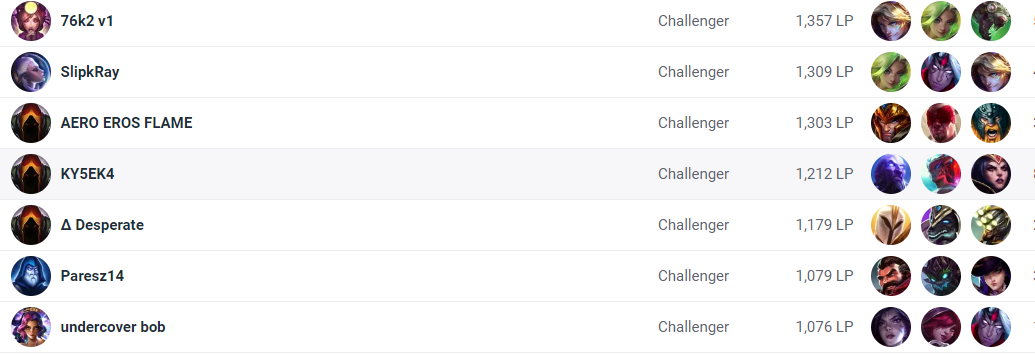 76k2 v1 Challenger 1,357 LP
SlipkRay Challenger 1,309 LP
AERO EROS FLAME Challenger 1,303 LP
KY5EK4 Challenger 1,212 LP
Δ Desperate Challenger 1,179 LP
Paresz14 Challenger 1,079 LP
undercover bob Challenger 1,076 LP